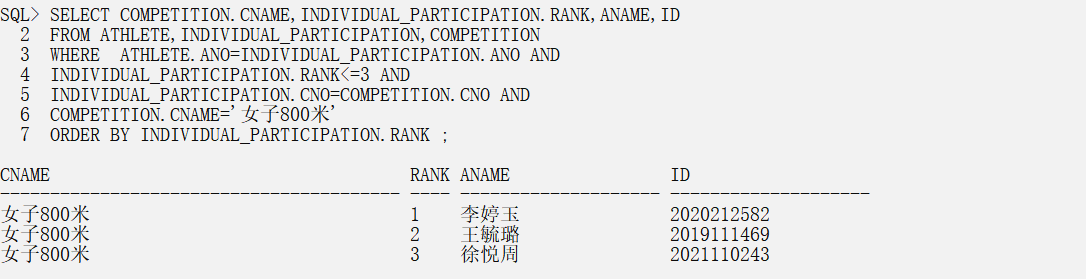 SQL> SELECT COMPETITION.CNAME,INDIVIDUAL_PARTICIPATION.RANK,ANAME,ID
2 FROM ATHLETE,INDIVIDUAL_PARTICIPATION,COMPETITION
3 WHERE  ATHLETE.ANO=INDIVIDUAL_PARTICIPATION.ANO AND
4 INDIVIDUAL_PARTICIPATION.RANK<=3 AND
5 INDIVIDUAL_PARTICIPATION.CNO=COMPETITION.CNO AND
6 COMPETITION.CNAME='女子800米'
7 ORDER BY INDIVIDUAL_PARTICIPATION.RANK ;
CNAME RANK ANAME ID
---------------------------------------- ---- -------------------- --------------------
女子800米 1 李婷玉 2020212582
女子800米 2 王毓璐 2019111469
女子800米 3 徐悦周 2021110243